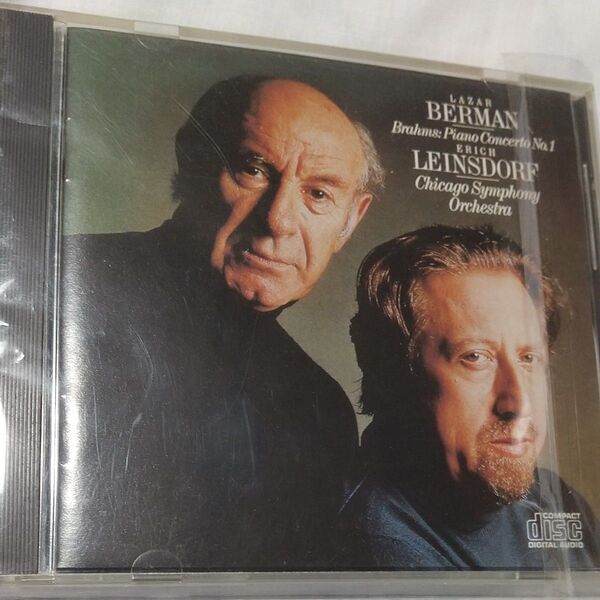 LAZAR
BERMAN
Brahms: Piano Concerto No.1
ERICH
LEINSDORF
Chicago Symphony
Orchestra
COMPACT
disc
DIGITAL AUDIO